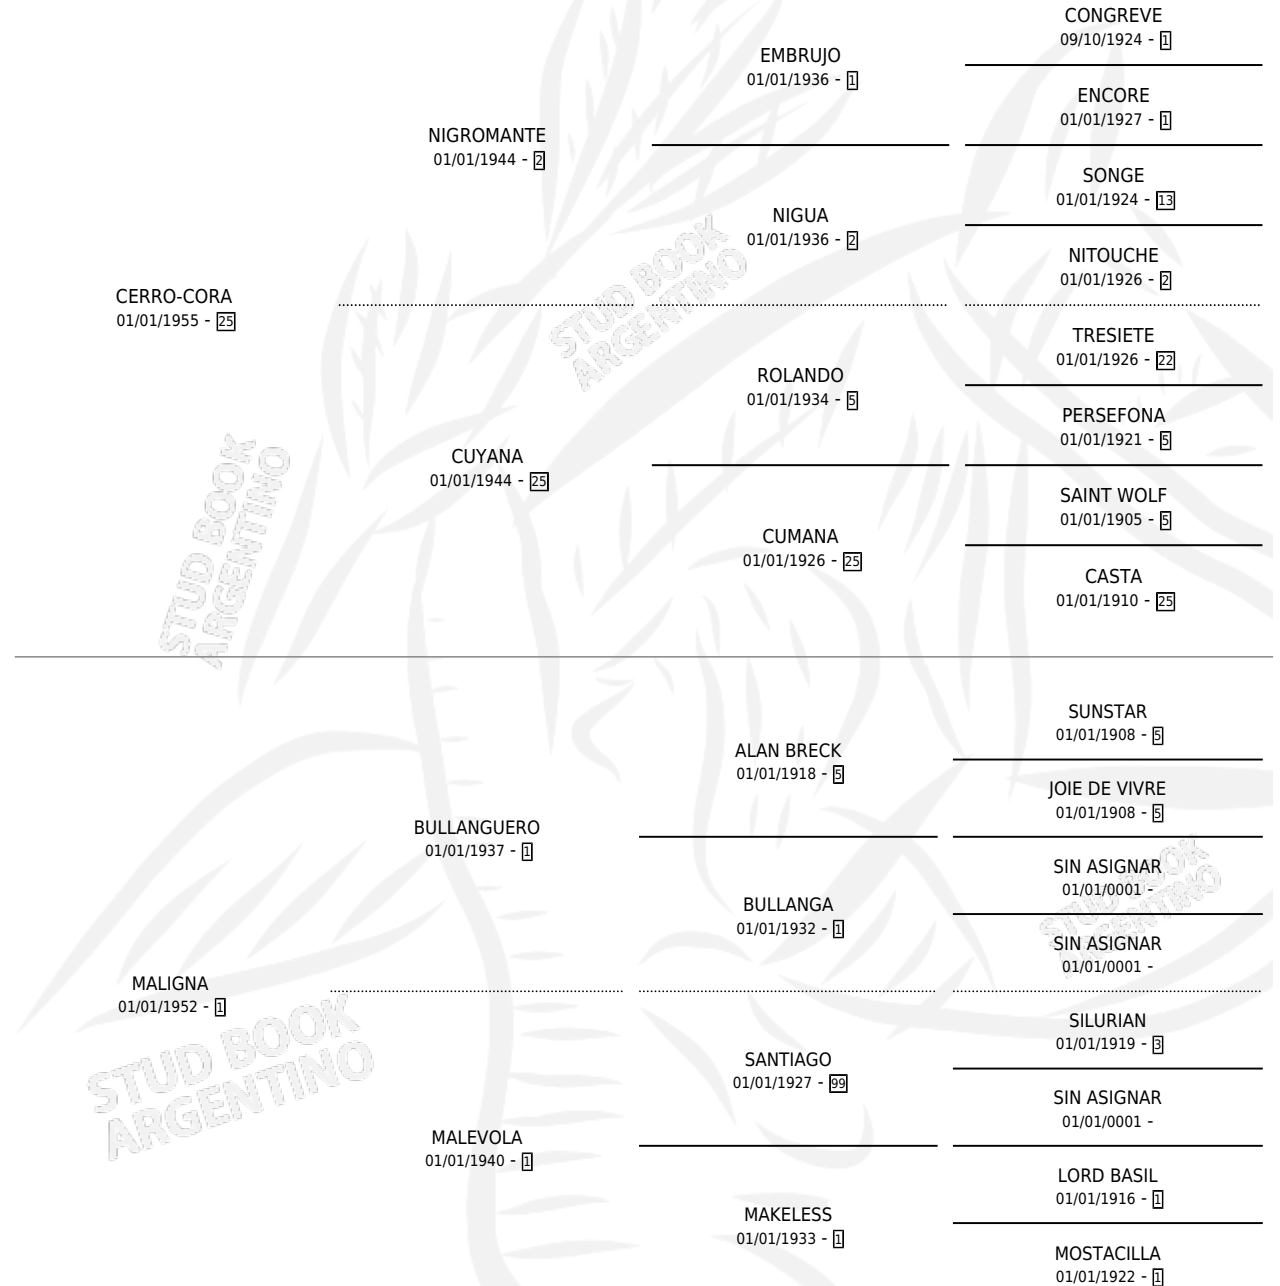 CONGREVE
09/10/1924 - 1
EMBRUJO
01/01/1936 - 1
ENCORE
01/01/1927 - 1
NIGROMANTE
01/01/1944 - 2
SONGE
01/01/1924 - 13
NIGUA
01/01/1936 - 2
NITOUCHE
01/01/1926 - 2
CERRO-CORA
01/01/1955 - 25
TRESIETE
01/01/1926 - 22
ROLANDO
01/01/1934 - 5
PERSEFONA
01/01/1921 - 5
CUYANA
01/01/1944 - 25
SAINT WOLF
01/01/1905 - 5
CUMANA
01/01/1926 - 25
CASTA
01/01/1910 - 25
STUD BOOK
ARGENTINO
STUD BOOK
ARGENTINO
SUNSTAR
01/01/1908 - 5
ALAN BRECK
01/01/1918 - 5
JOIE DE VIVRE
01/01/1908 - 5
BULLANGUERO
01/01/1937 - 1
SIN ASIGNAR
01/01/0001 -
BULLANGA
01/01/1932 - 1
SIN ASIGNAR
01/01/0001 -
MALIGNA
01/01/1952 - 1
SILURIAN
01/01/1919 - 3
SANTIAGO
01/01/1927 - 99
SIN ASIGNAR
01/01/0001 -
MALEVOLA
01/01/1940 - 1
LORD BASIL
01/01/1916 - 1
MAKELESS
01/01/1933 - 1
MOSTACILLA
01/01/1922 - 1
STUD BOOK
ARGENTINO
STUD BOOK
ARGENTINO